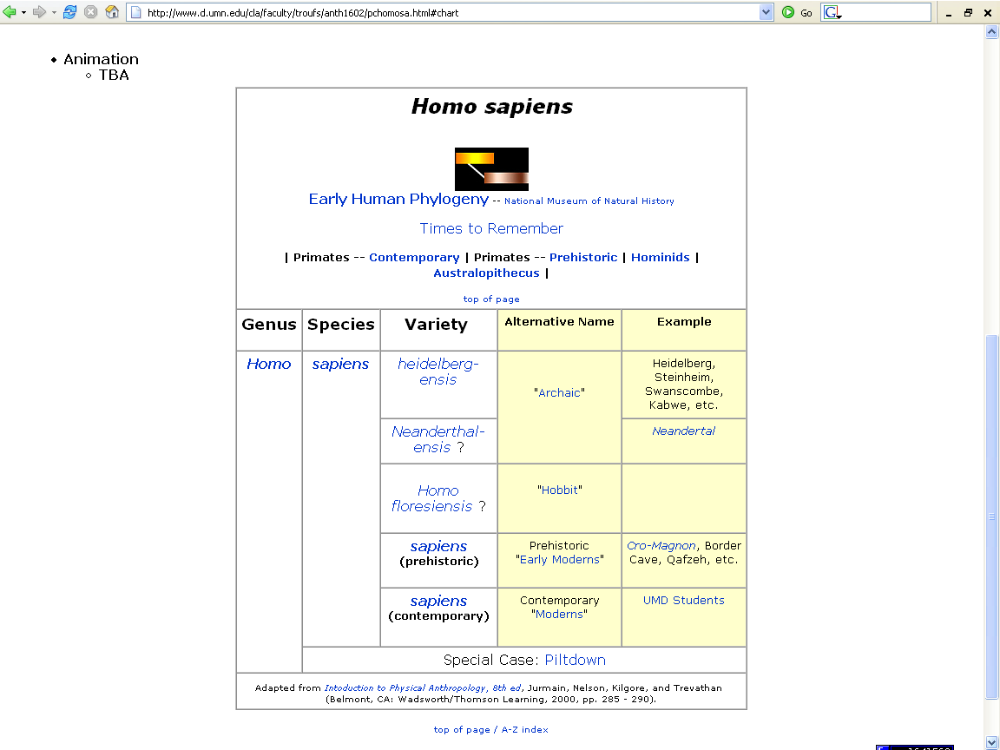 http://www.d.umn.edu/cla/faculty/troufs/anth1602/pchomosa.html#chart
Go
G
Animation
TBA
Homo sapiens
Early Human Phylogeny -- National Museum of Natural History
Times to Remember
| Primates -- Contemporary | Primates -- Prehistoric | Hominids |
Australopithecus |
top of page
Genus Species Variety Alternative Name Example
Homo sapiens heidelberg-
ensis
"Archaic"
Heidelberg,
Steinheim,
Swanscombe,
Kabwe, etc.
Neanderthal-
ensis ?
Neandertal
Homo
floresiensis ?
"Hobbit"
sapiens
(prehistoric)
Prehistoric
"Early Moderns"
Cro-Magnon, Border
Cave, Qafzeh, etc.
sapiens
(contemporary)
Contemporary
"Moderns"
UMD Students
Special Case: Piltdown
Adapted from Intoduction to Physical Anthropology, 8th ed, Jurmain, Nelson, Kilgore, and Trevathan
(Belmont, CA: Wadsworth/Thomson Learning, 2000, pp. 285 - 290).
top of page / A-Z index